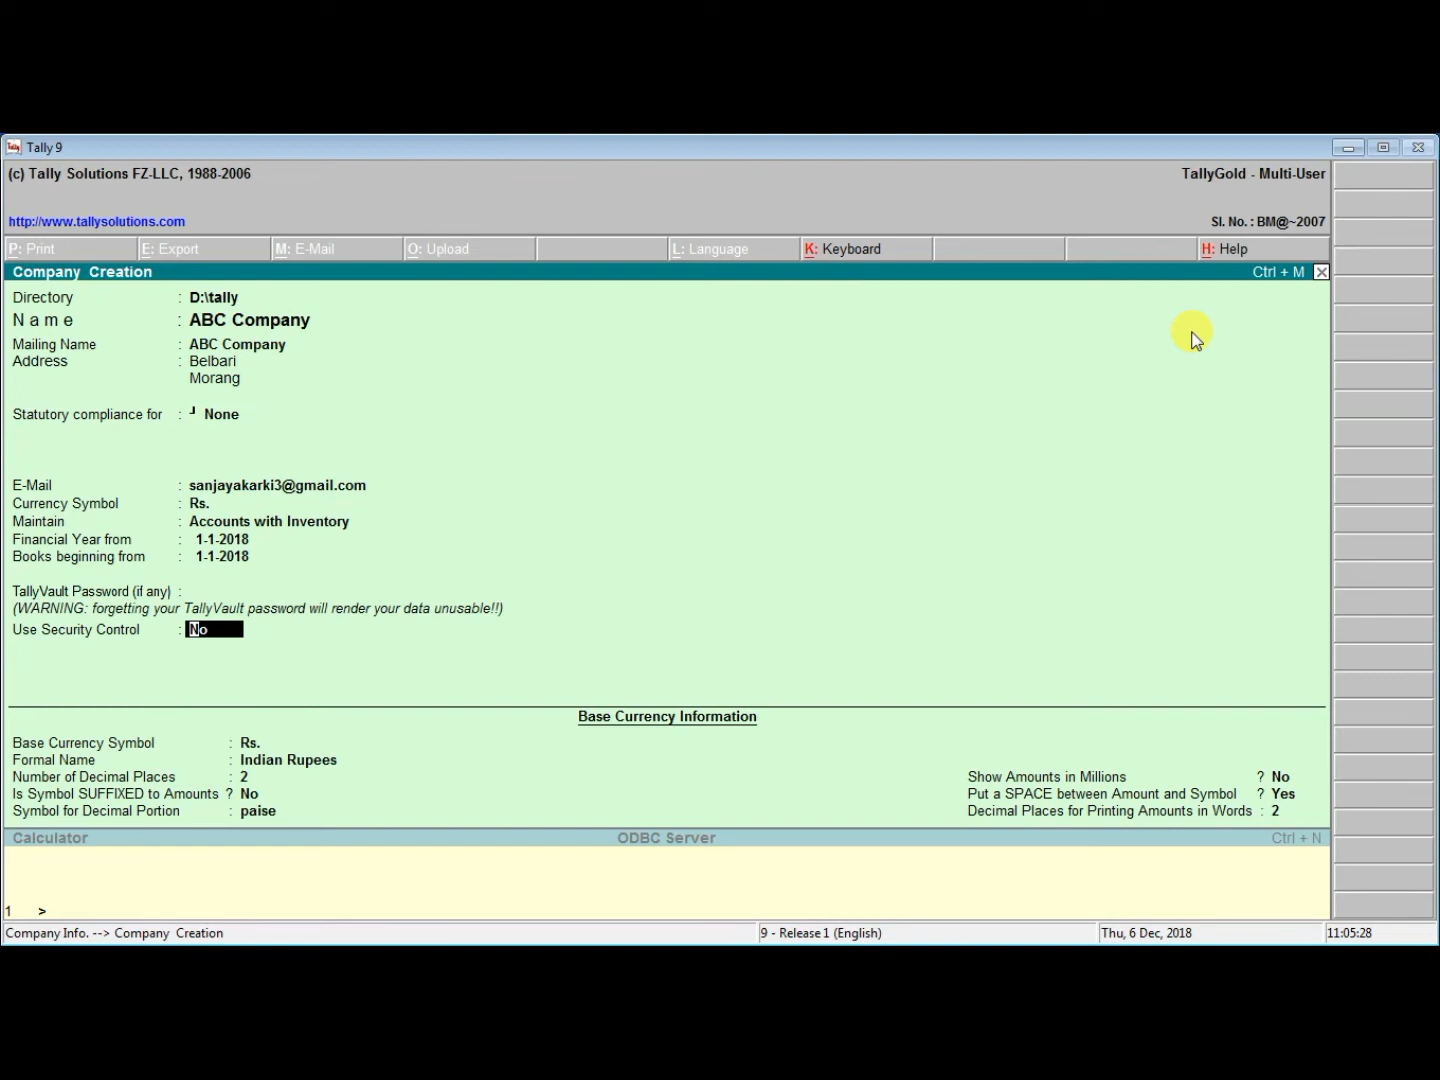 Tally 9
(c) Tally Solutions FZ-LLC, 1988-2006 TallyGold - Multi-User
http://www.tallysolutions.com Sl. No. : BM@~2007
P: Print E: Export M: E-Mail O: Upload L: Language K: Keyboard H: Help
Company Creation Ctrl + M
Directory : D:\tally
Name : ABC Company
Mailing Name : ABC Company
Address : Belbari
Morang
Statutory compliance for : ┘ None
E-Mail : sanjayakarki3@gmail.com
Currency Symbol : Rs.
Maintain : Accounts with Inventory
Financial Year from : 1-1-2018
Books beginning from : 1-1-2018
TallyVault Password (if any) :
(WARNING: forgetting your TallyVault password will render your data unusable!!)
Use Security Control : No
Base Currency Information
Base Currency Symbol : Rs.
Formal Name : Indian Rupees
Number of Decimal Places : 2 Show Amounts in Millions ? No
Is Symbol SUFFIXED to Amounts ? No Put a SPACE between Amount and Symbol ? Yes
Symbol for Decimal Portion : paise Decimal Places for Printing Amounts in Words : 2
Calculator ODBC Server Ctrl + N
1 >
Company Info. --> Company Creation 9 - Release 1 (English) Thu, 6 Dec, 2018 11:05:28